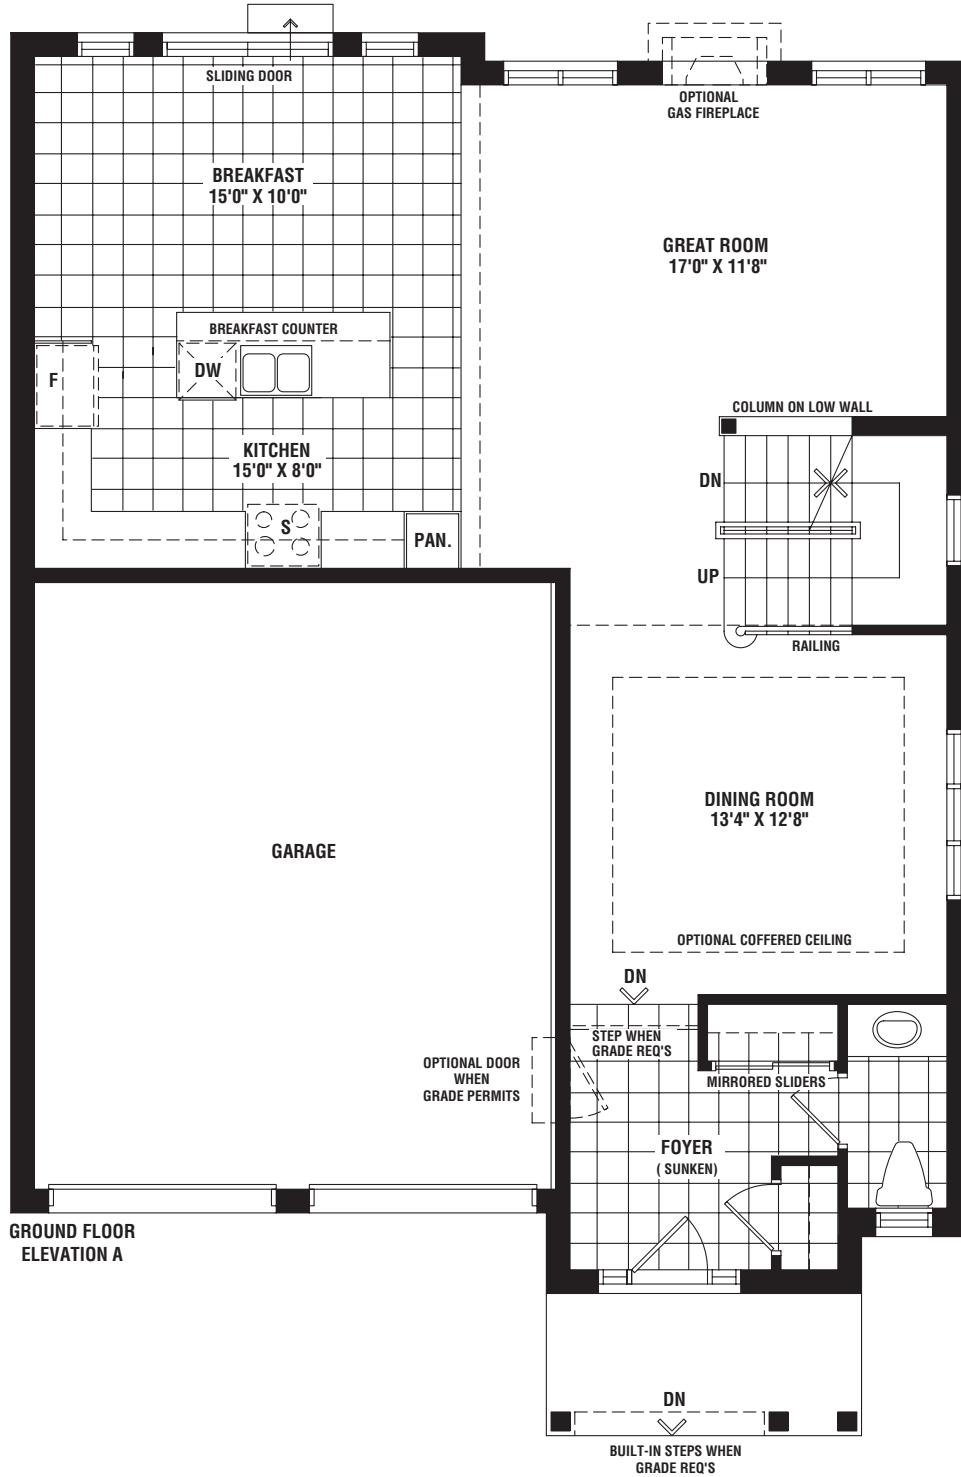 SLIDING DOOR
OPTIONAL
GAS FIREPLACE
BREAKFAST
15'0" X 10'0"
GREAT ROOM
17'0" X 11'8"
BREAKFAST COUNTER
F
DW
COLUMN ON LOW WALL
KITCHEN
15'0" X 8'0"
DN
S
PAN.
UP
RAILING
DINING ROOM
13'4" X 12'8"
GARAGE
OPTIONAL COFFERED CEILING
DN
STEP WHEN
GRADE REQ'S
OPTIONAL DOOR
WHEN
GRADE PERMITS
MIRRORED SLIDERS
FOYER
( SUNKEN)
GROUND FLOOR
ELEVATION A
DN
BUILT-IN STEPS WHEN
GRADE REQ'S